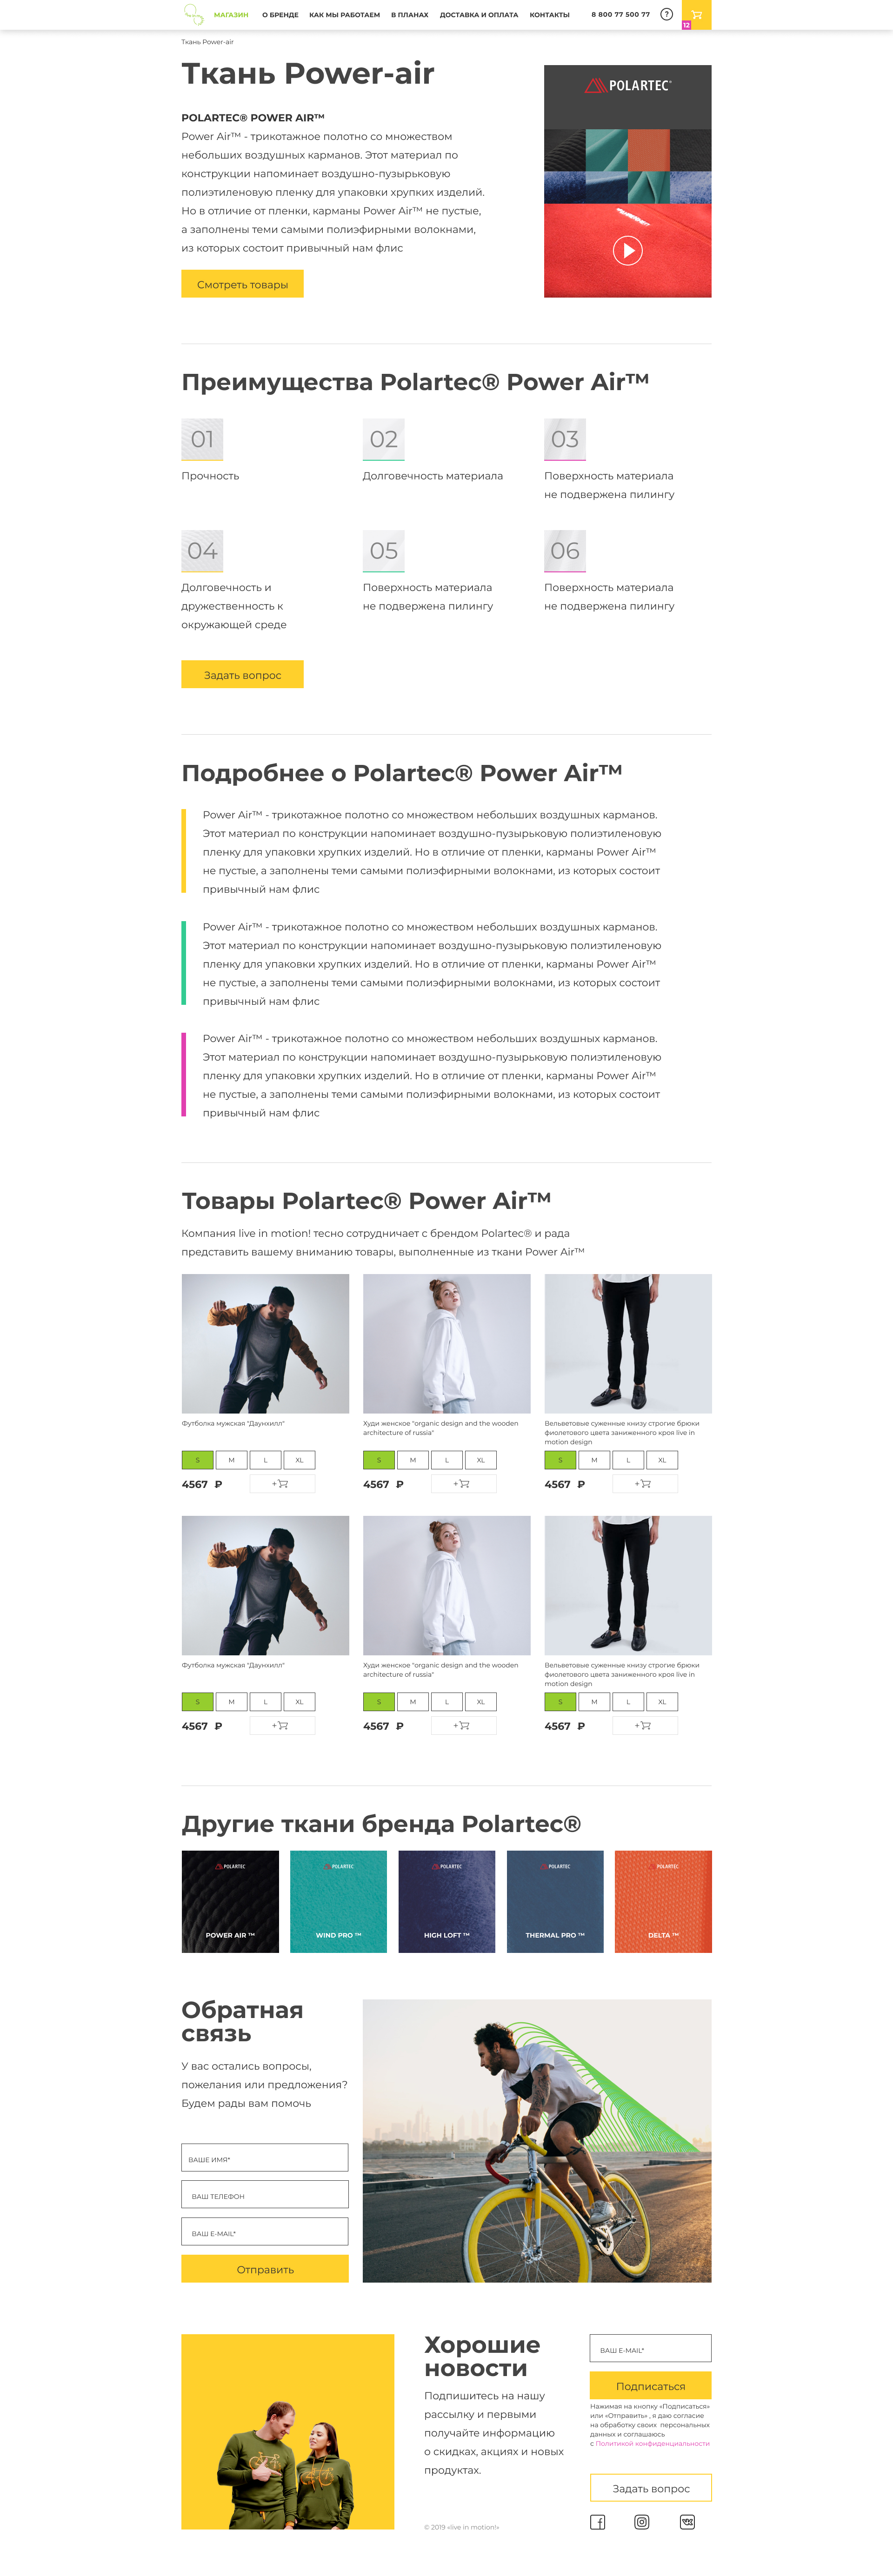 МАГАЗИН О БРЕНДЕ КАК МЫ РАБОТАЕМ В ПЛАНАХ ДОСТАВКА И ОПЛАТА КОНТАКТЫ 8 800 77 500 77 ?
12
Ткань Power-air
Ткань Power-air
POLARTEC® POWER AIR™
Power Air™ - трикотажное полотно со множеством
небольших воздушных карманов. Этот материал по
конструкции напоминает воздушно-пузырьковую
полиэтиленовую пленку для упаковки хрупких изделий.
Но в отличие от пленки, карманы Power Air™ не пустые,
а заполнены теми самыми полиэфирными волокнами,
из которых состоит привычный нам флис
Смотреть товары
POLARTEC®
Преимущества Polartec® Power Air™
01
Прочность
02
Долговечность материала
03
Поверхность материала
не подвержена пилингу
04
Долговечность и
дружественность к
окружающей среде
05
Поверхность материала
не подвержена пилингу
06
Поверхность материала
не подвержена пилингу
Задать вопрос
Подробнее о Polartec® Power Air™
Power Air™ - трикотажное полотно со множеством небольших воздушных карманов.
Этот материал по конструкции напоминает воздушно-пузырьковую полиэтиленовую
пленку для упаковки хрупких изделий. Но в отличие от пленки, карманы Power Air™
не пустые, а заполнены теми самыми полиэфирными волокнами, из которых состоит
привычный нам флис
Power Air™ - трикотажное полотно со множеством небольших воздушных карманов.
Этот материал по конструкции напоминает воздушно-пузырьковую полиэтиленовую
пленку для упаковки хрупких изделий. Но в отличие от пленки, карманы Power Air™
не пустые, а заполнены теми самыми полиэфирными волокнами, из которых состоит
привычный нам флис
Power Air™ - трикотажное полотно со множеством небольших воздушных карманов.
Этот материал по конструкции напоминает воздушно-пузырьковую полиэтиленовую
пленку для упаковки хрупких изделий. Но в отличие от пленки, карманы Power Air™
не пустые, а заполнены теми самыми полиэфирными волокнами, из которых состоит
привычный нам флис
Товары Polartec® Power Air™
Компания live in motion! тесно сотрудничает с брендом Polartec® и рада
представить вашему вниманию товары, выполненные из ткани Power Air™
Футболка мужская "Даунхилл"
S M L XL
4567 ₽ +
Худи женское "organic design and the wooden
architecture of russia"
S M L XL
4567 ₽ +
Вельветовые суженные книзу строгие брюки
фиолетового цвета заниженного кроя live in
motion design
S M L XL
4567 ₽ +
Футболка мужская "Даунхилл"
S M L XL
4567 ₽ +
Худи женское "organic design and the wooden
architecture of russia"
S M L XL
4567 ₽ +
Вельветовые суженные книзу строгие брюки
фиолетового цвета заниженного кроя live in
motion design
S M L XL
4567 ₽ +
Другие ткани бренда Polartec®
POLARTEC
POWER AIR ™
POLARTEC
WIND PRO ™
POLARTEC
HIGH LOFT ™
POLARTEC
THERMAL PRO ™
POLARTEC
DELTA ™
Обратная
связь
У вас остались вопросы,
пожелания или предложения?
Будем рады вам помочь
ВАШЕ ИМЯ*
ВАШ ТЕЛЕФОН
ВАШ E-MAIL*
Отправить
Хорошие
новости
Подпишитесь на нашу
рассылку и первыми
получайте информацию
о скидках, акциях и новых
продуктах.
© 2019 «live in motion!»
ВАШ E-MAIL*
Подписаться
Нажимая на кнопку «Подписаться»
или «Отправить» , я даю согласие
на обработку своих персональных
данных и соглашаюсь
с Политикой конфиденциальности
Задать вопрос